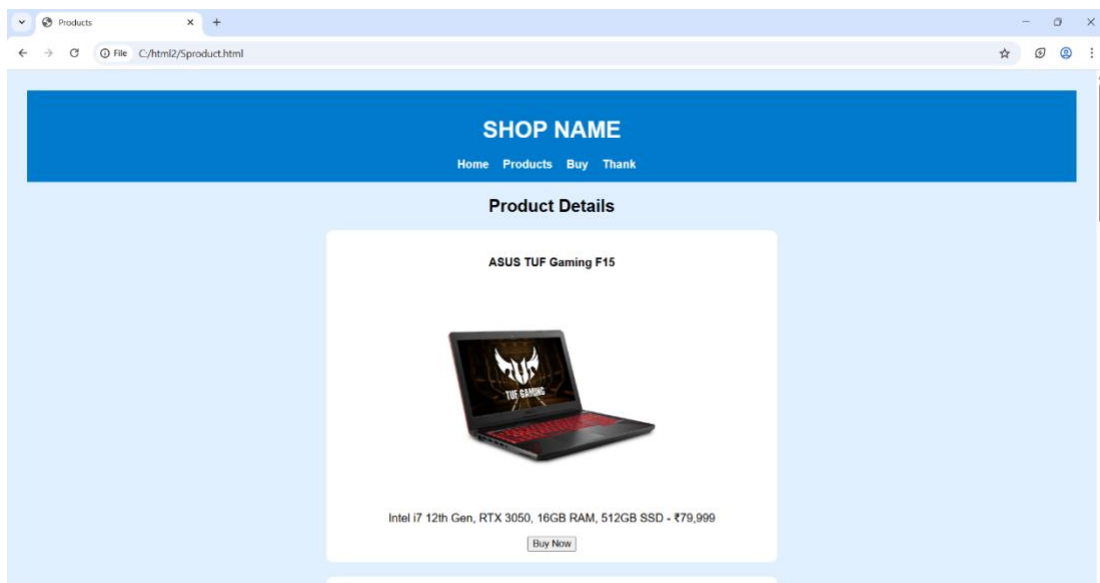 Products
File C:/html2/Sproduct.html
SHOP NAME
Home Products Buy Thank
Product Details
ASUS TUF Gaming F15
TUF GAMING
Intel i7 12th Gen, RTX 3050, 16GB RAM, 512GB SSD - ₹79,999
Buy Now